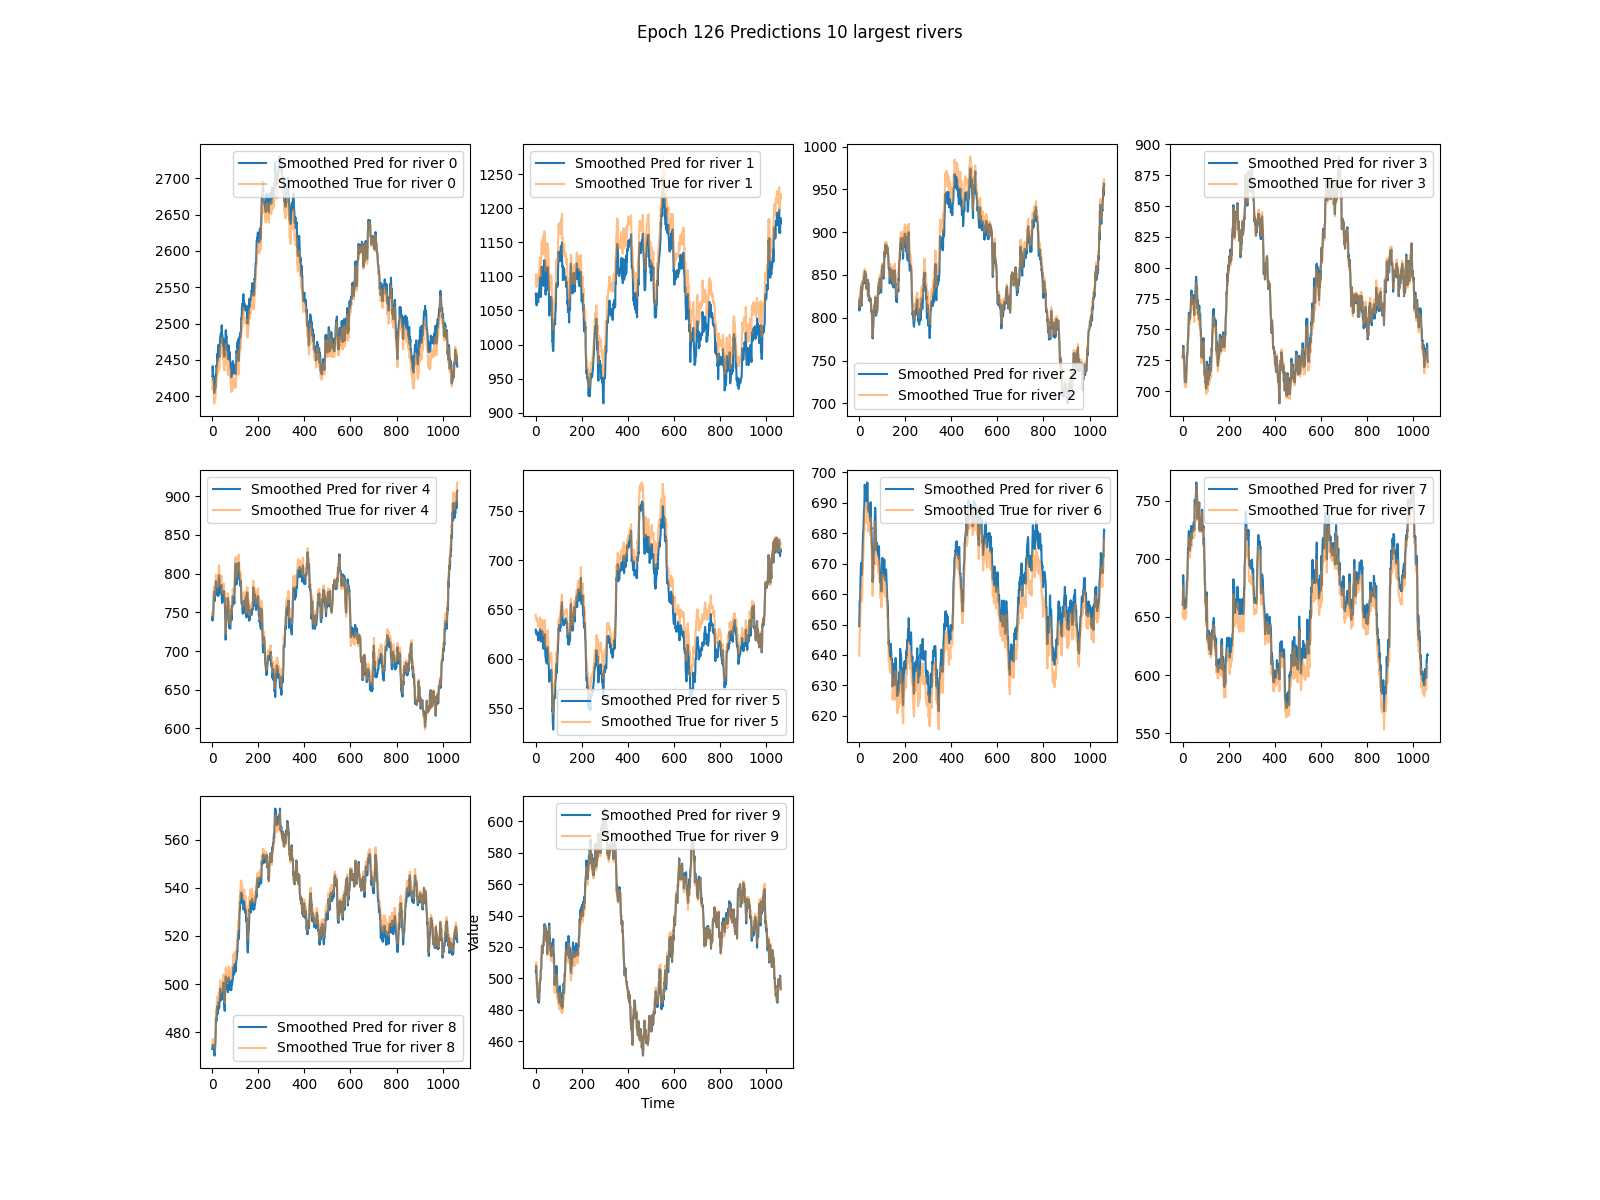 Epoch 126 Predictions 10 largest rivers
Smoothed Pred for river 0
Smoothed True for river 0
2700
2650
2600
2550
2500
2450
2400
0 200 400 600 800 1000
Smoothed Pred for river 1
Smoothed True for river 1
1250
1200
1150
1100
1050
1000
950
900
0 200 400 600 800 1000
1000
950
900
850
800
750
700
Smoothed Pred for river 2
Smoothed True for river 2
0 200 400 600 800 1000
900
Smoothed Pred for river 3
Smoothed True for river 3
875
850
825
800
775
750
725
700
0 200 400 600 800 1000
Smoothed Pred for river 4
Smoothed True for river 4
900
850
800
750
700
650
600
0 200 400 600 800 1000
750
700
650
600
550
Smoothed Pred for river 5
Smoothed True for river 5
0 200 400 600 800 1000
700
Smoothed Pred for river 6
Smoothed True for river 6
690
680
670
660
650
640
630
620
0 200 400 600 800 1000
Smoothed Pred for river 7
Smoothed True for river 7
750
700
650
600
550
0 200 400 600 800 1000
560
540
520
500
480
Smoothed Pred for river 8
Smoothed True for river 8
0 200 400 600 800 1000
Smoothed Pred for river 9
Smoothed True for river 9
600
580
560
540
520
500
480
460
Value
0 200 400 600 800 1000
Time